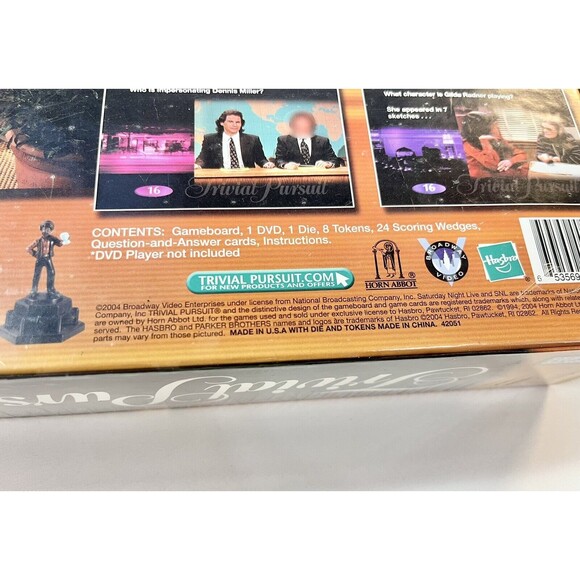 Who is impersonating Dennis Miller?
16
Trivial Pursuit
What character is Gilda Radner playing?
She appeared in 7
sketches . . .
16
Trivial Pursuit
CONTENTS: Gameboard, 1 DVD, 1 Die, 8 Tokens, 24 Scoring Wedges,
Question-and-Answer cards, Instructions.
*DVD Player not included
TRIVIAL PURSUIT.COM
FOR NEW PRODUCTS AND OFFERS
HORN ABBOT
BROADWAY
VIDEO
Hasbro
6 53569
©2004 Broadway Video Enterprises under license from National Broadcasting Company, Inc. Saturday Night Live and SNL are trademarks of
Company, Inc TRIVIAL PURSUIT® and the distinctive design of the gameboard and game cards are registered trademarks which, along with
are owned by Horn Abbot Ltd. for the games used and sold under exclusive license to Hasbro ©1994, 2004 Horn Abbot
served. The HASBRO and PARKER BROTHERS names and logos are trademarks of Hasbro ©2004 Hasbro, Pawtucket, RI 02862. All Rights
parts may vary from those pictured. MADE IN U.S.A WITH DIE AND TOKENS MADE IN CHINA. 42051
Trivial Purs